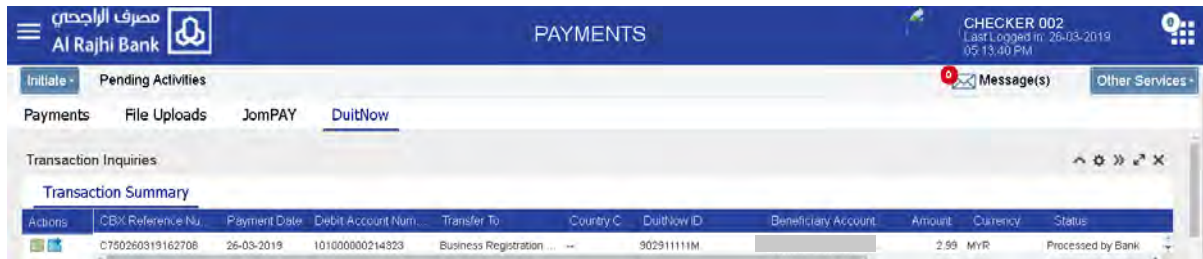 مصرف الراجحي
Al Rajhi Bank
PAYMENTS
CHECKER 002
Last Logged in: 26-03-2019
05:13:40 PM
0
Initiate
Pending Activities
0
Message(s)
Other Services
Payments
File Uploads
JomPAY
DuitNow
Transaction Inquiries
Transaction Summary
Actions CBX Reference Nu Payment Date Debit Account Num. Transfer To Country C DuitNow ID Beneficiary Account Amount Currency Status
C750260319162708 26-03-2019 101000000214323 Business Registration ... -- 902911111M 2.99 MYR Processed by Bank